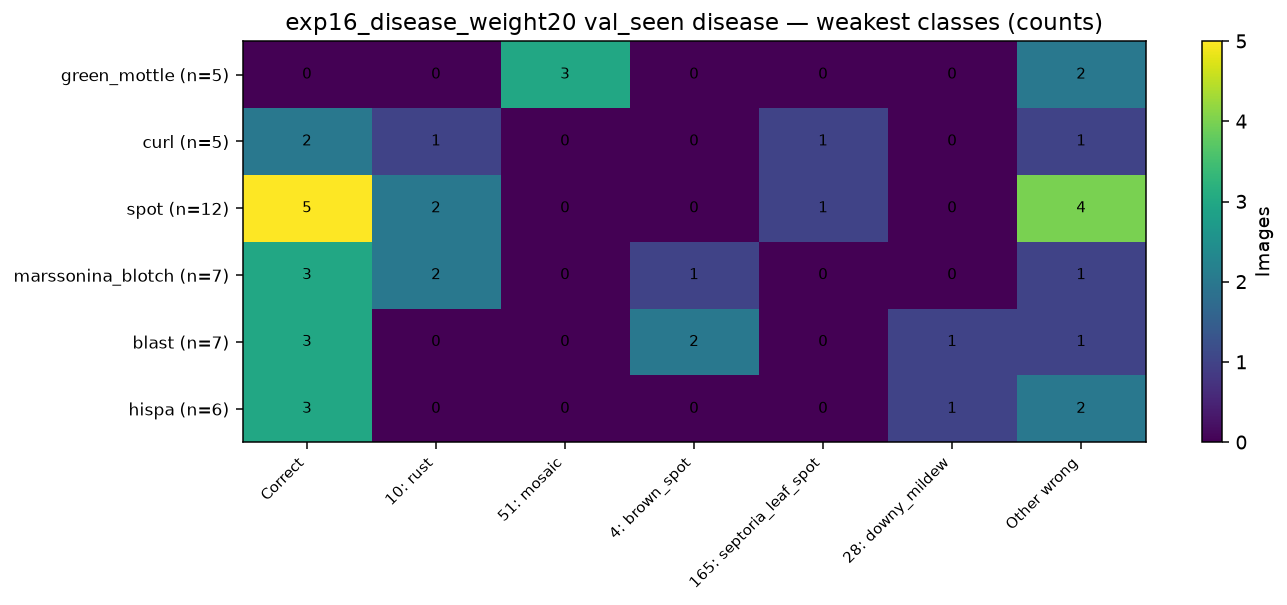 exp16_disease_weight20 val_seen disease — weakest classes (counts)
green_mottle (n=5) 0 0 3 0 0 0 2
curl (n=5) 2 1 0 0 1 0 1
spot (n=12) 5 2 0 0 1 0 4
marssonina_blotch (n=7) 3 2 0 1 0 0 1
blast (n=7) 3 0 0 2 0 1 1
hispa (n=6) 3 0 0 0 0 1 2
Correct
10: rust
51: mosaic
4: brown_spot
165: septoria_leaf_spot
28: downy_mildew
Other wrong
5
4
3
2
1
0
Images